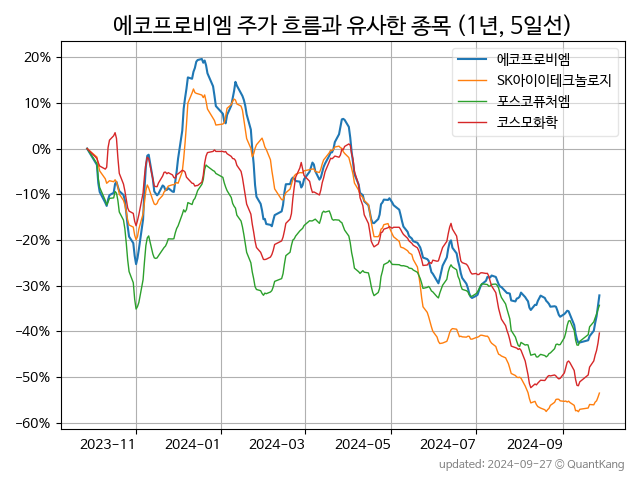 에코프로비엠 주가 흐름과 유사한 종목 (1년, 5일선)
에코프로비엠
SK아이이테크놀로지
포스코퓨처엠
코스모화학
20%
10%
0%
−10%
−20%
−30%
−40%
−50%
−60%
2023-11 2024-01 2024-03 2024-05 2024-07 2024-09
updated: 2024-09-27 © QuantKang